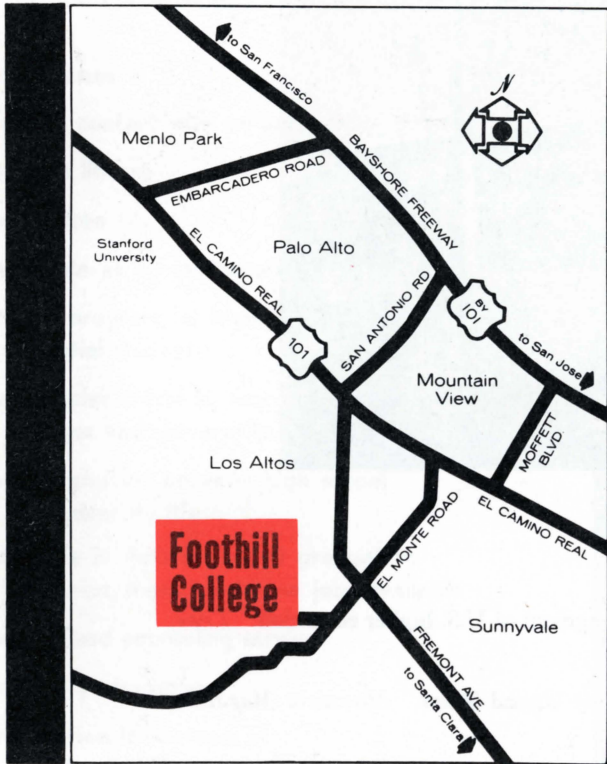 to San Francisco
N
Menlo Park
BAYSHORE FREEWAY
EMBARCADERO ROAD
Stanford
University
EL CAMINO REAL
Palo Alto
SAN ANTONIO RD
BY
101
to San Jose
101
Mountain
View
MOFFETT
BLVD.
Los Altos
EL MONTE ROAD
EL CAMINO REAL
Foothill
College
Sunnyvale
FREMONT AVE.
to Santa Clara